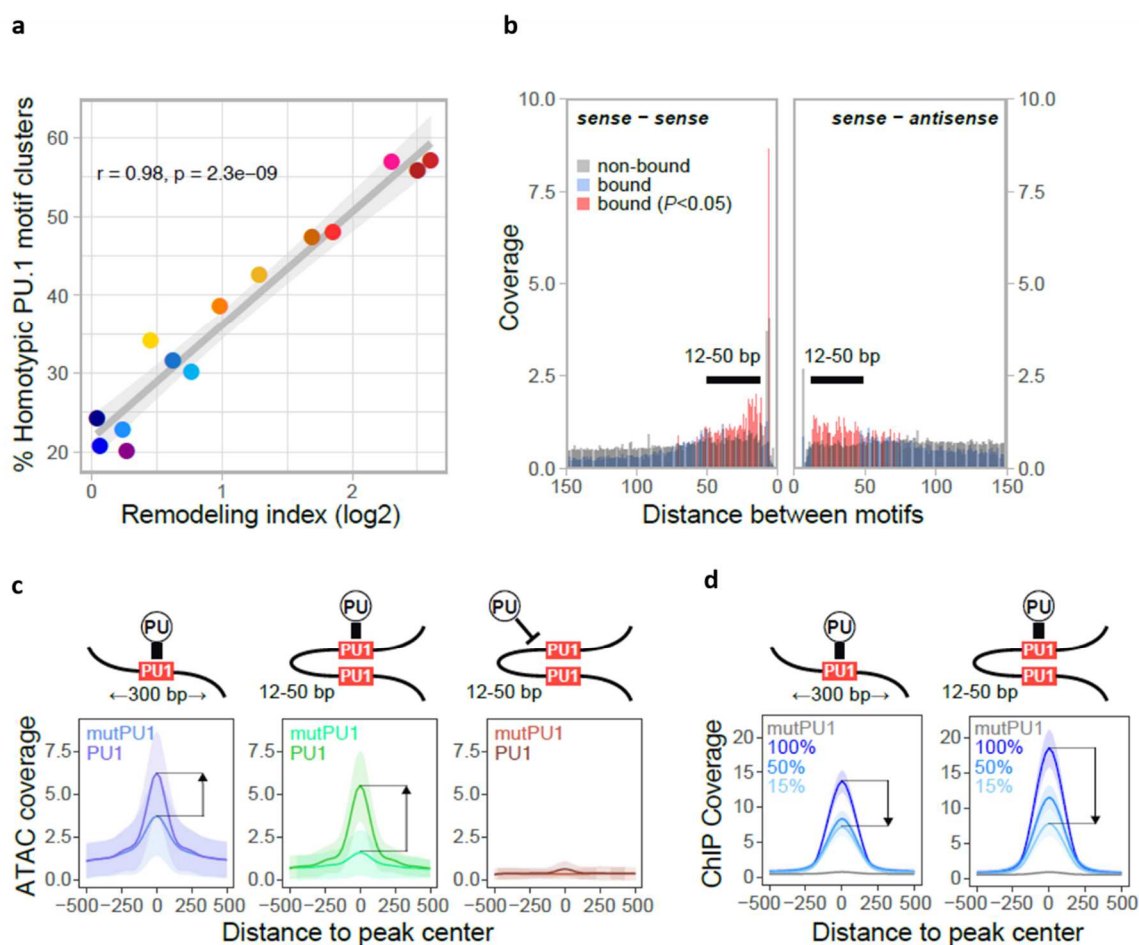 a
% Homotypic PU.1 motif clusters
60
50
40
30
20
r = 0.98, p = 2.3e−09
0
1
2
Remodeling index (log2)
b
Coverage
10.0
7.5
5.0
2.5
0.0
sense − sense
non-bound
bound
bound (P<0.05)
12-50 bp
150
100
50
0
sense − antisense
12-50 bp
0
50
100
150
10.0
7.5
5.0
2.5
0.0
Distance between motifs
c
PU
PU1
←300 bp→
PU
PU1
PU1
12-50 bp
PU
PU1
PU1
12-50 bp
ATAC coverage
7.5
5.0
2.5
0.0
mutPU1
PU1
−500 −250 0 250 500
7.5
5.0
2.5
0.0
mutPU1
PU1
−500 −250 0 250 500
7.5
5.0
2.5
0.0
mutPU1
PU1
−500 −250 0 250 500
Distance to peak center
d
PU
PU1
←300 bp→
PU
PU1
PU1
12-50 bp
ChIP Coverage
20
15
10
5
0
mutPU1
100%
50%
15%
−500 −250 0 250 500
20
15
10
5
0
mutPU1
100%
50%
15%
−500 −250 0 250 500
Distance to peak center